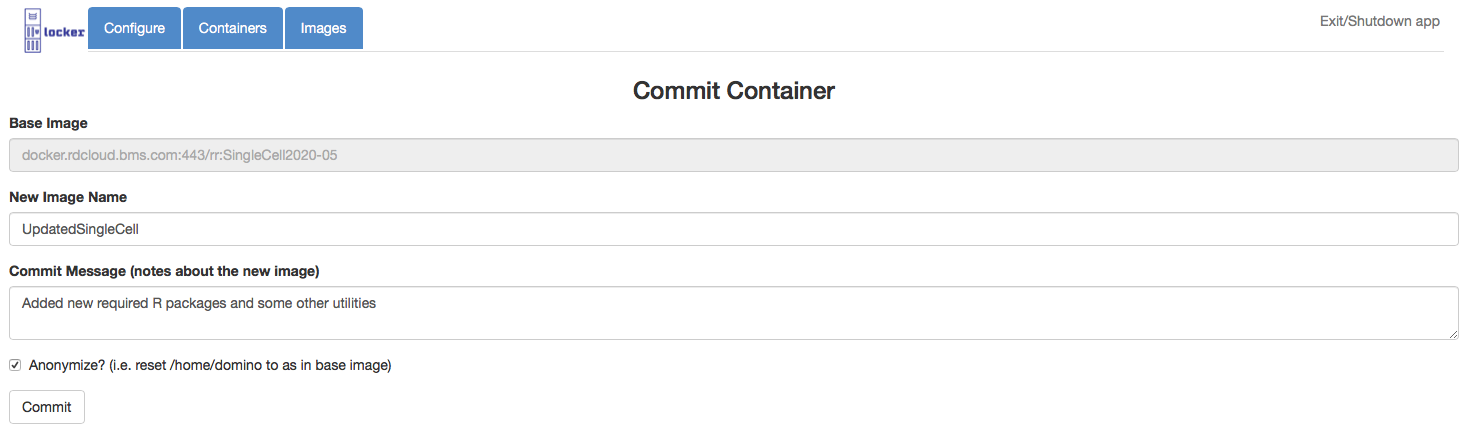 locker
Configure
Containers
Images
Exit/Shutdown app
Commit Container
Base Image
docker.rdcloud.bms.com:443/rr:SingleCell2020-05
New Image Name
UpdatedSingleCell
Commit Message (notes about the new image)
Added new required R packages and some other utilities
Anonymize? (i.e. reset /home/domino to as in base image)
Commit